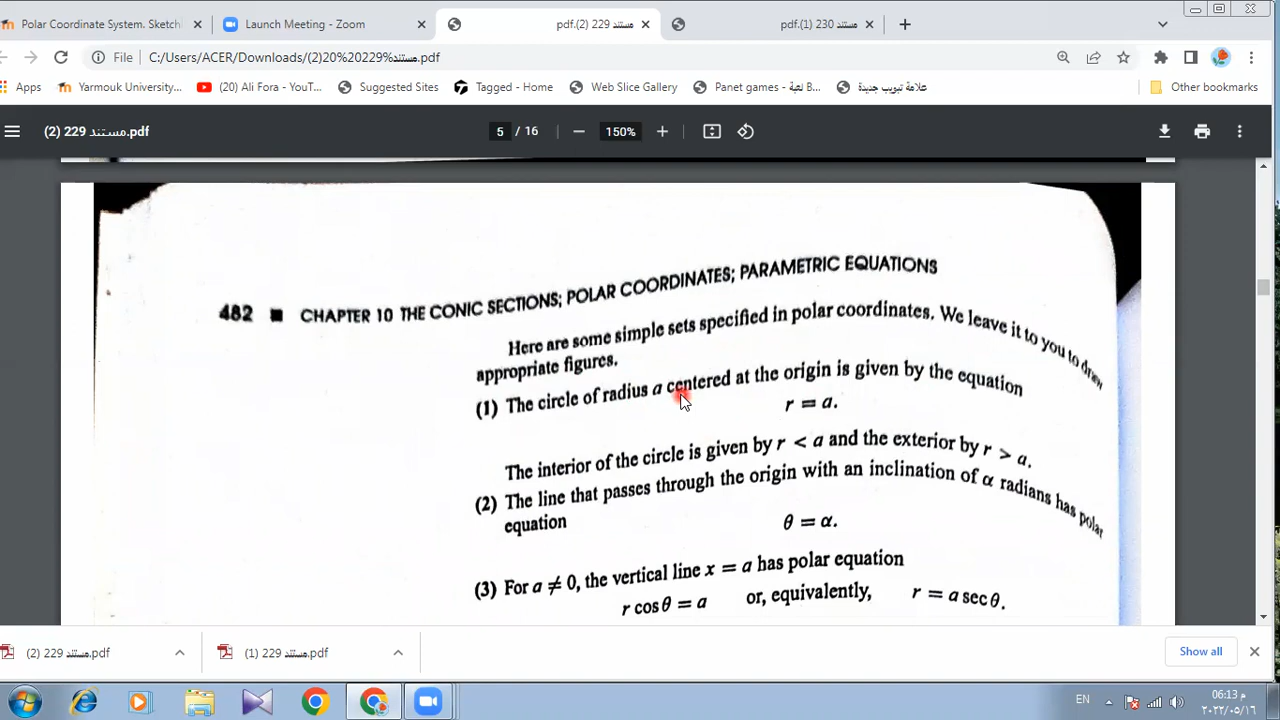 Polar Coordinate System. Sketch
Launch Meeting - Zoom
مستند 229 (2).pdf
مستند 230 (1).pdf
File
C:/Users/ACER/Downloads/(2)20%20229%مستند.pdf
Apps
Yarmouk University...
(20) Ali Fora - YouT...
Suggested Sites
Tagged - Home
Web Slice Gallery
Panet games - لعبة B...
علامة تبويب جديدة
Other bookmarks
(2) 229 مستند.pdf
5 / 16
150%
482 ■ CHAPTER 10 THE CONIC SECTIONS; POLAR COORDINATES; PARAMETRIC EQUATIONS
Here are some simple sets specified in polar coordinates. We leave it to you to draw
appropriate figures.
(1) The circle of radius a centered at the origin is given by the equation
r = a.
The interior of the circle is given by r < a and the exterior by r > a.
(2) The line that passes through the origin with an inclination of α radians has polar
equation
θ = α.
(3) For a ≠ 0, the vertical line x = a has polar equation
r cos θ = a or, equivalently, r = a sec θ.
(2) 229 مستند.pdf
(1) 229 مستند.pdf
Show all
EN
06:13 م
٢٠٢٢/٠٥/١٦